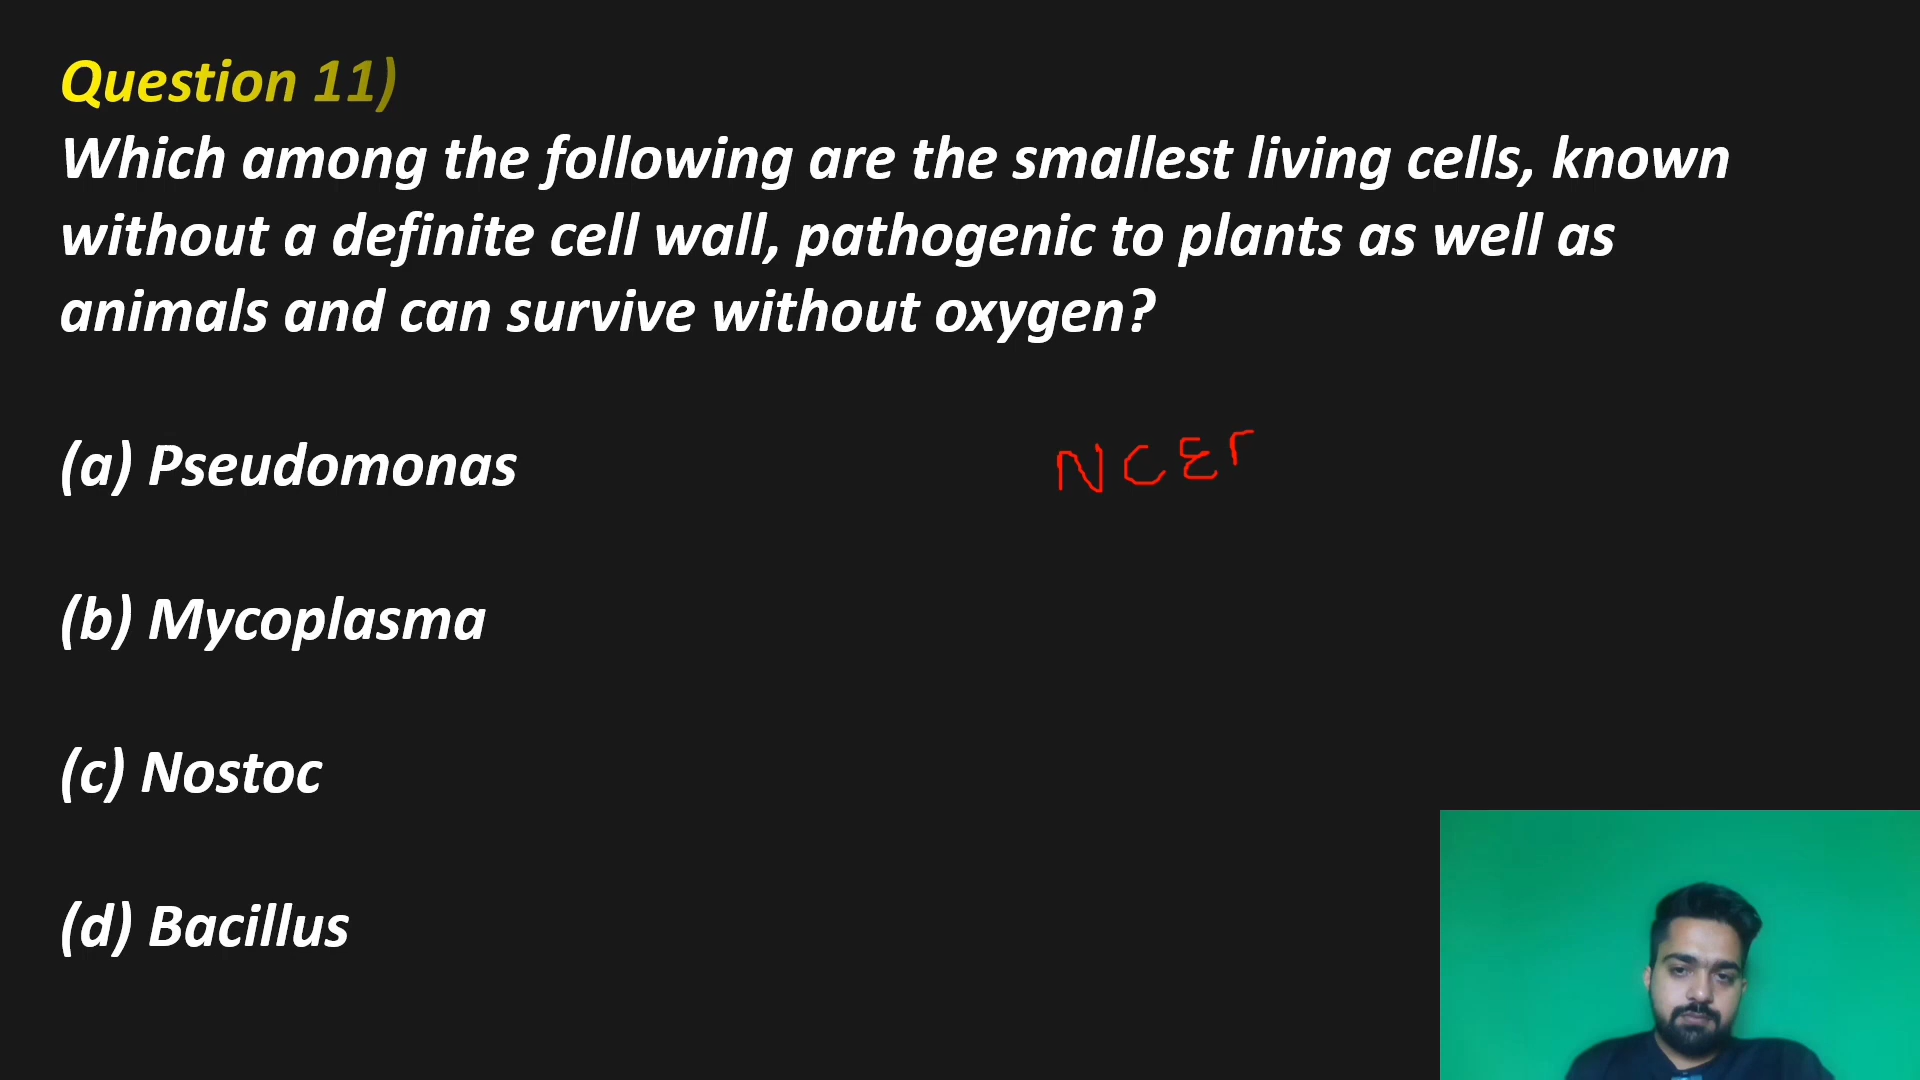 Question 11)
Which among the following are the smallest living cells, known
without a definite cell wall, pathogenic to plants as well as
animals and can survive without oxygen?
(a) Pseudomonas
NCEr
(b) Mycoplasma
(c) Nostoc
(d) Bacillus